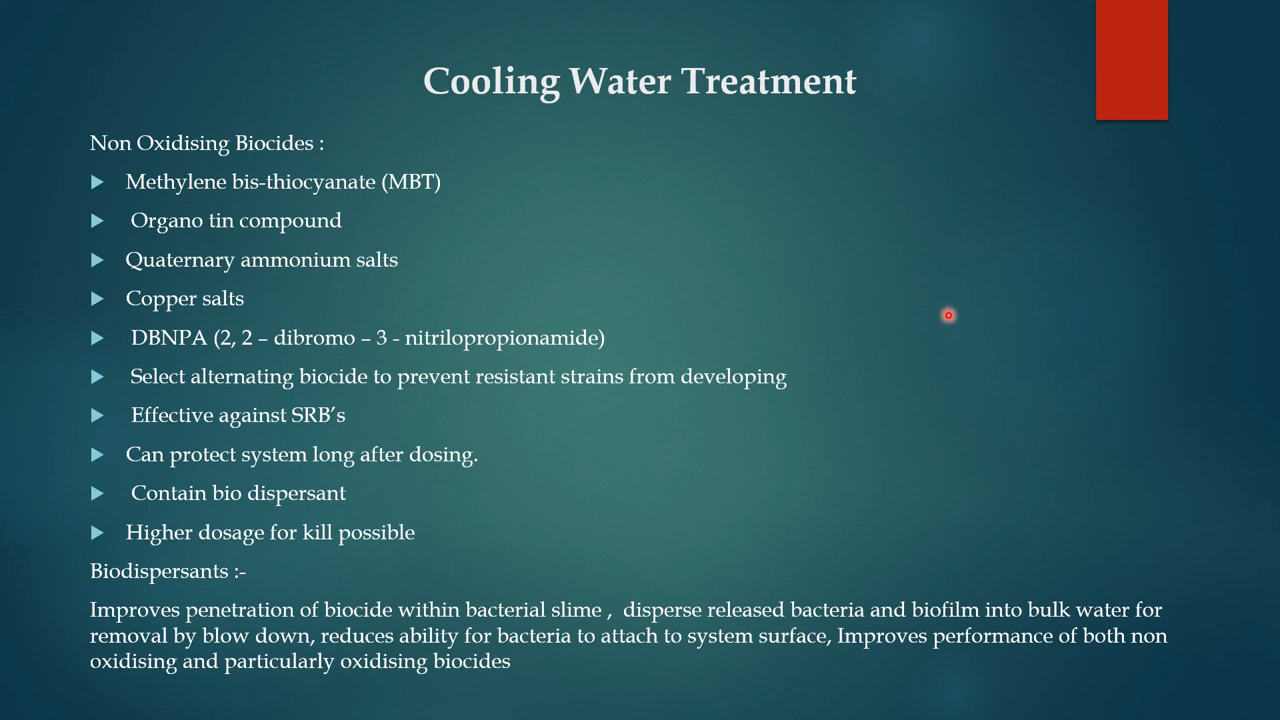 Cooling Water Treatment
Non Oxidising Biocides :
Methylene bis-thiocyanate (MBT)
Organo tin compound
Quaternary ammonium salts
Copper salts
DBNPA (2, 2 – dibromo – 3 - nitrilopropionamide)
Select alternating biocide to prevent resistant strains from developing
Effective against SRB’s
Can protect system long after dosing.
Contain bio dispersant
Higher dosage for kill possible
Biodispersants :-
Improves penetration of biocide within bacterial slime , disperse released bacteria and biofilm into bulk water for
removal by blow down, reduces ability for bacteria to attach to system surface, Improves performance of both non
oxidising and particularly oxidising biocides